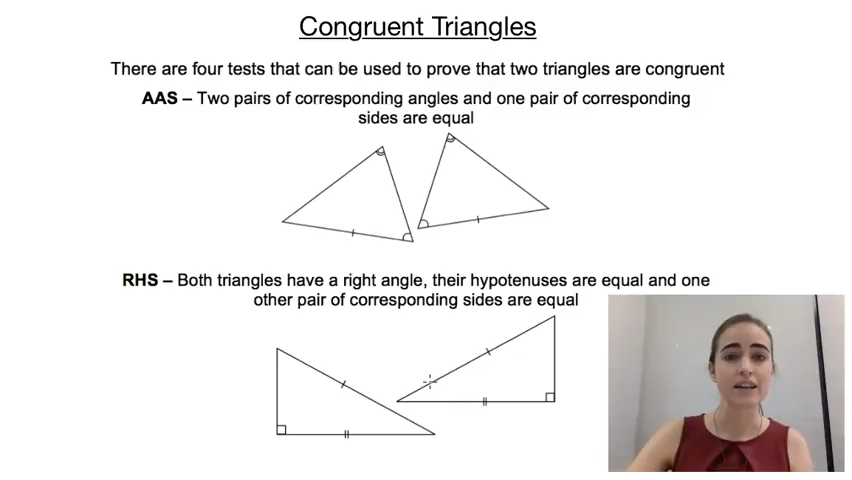 Congruent Triangles
There are four tests that can be used to prove that two triangles are congruent
AAS – Two pairs of corresponding angles and one pair of corresponding
sides are equal
RHS – Both triangles have a right angle, their hypotenuses are equal and one
other pair of corresponding sides are equal